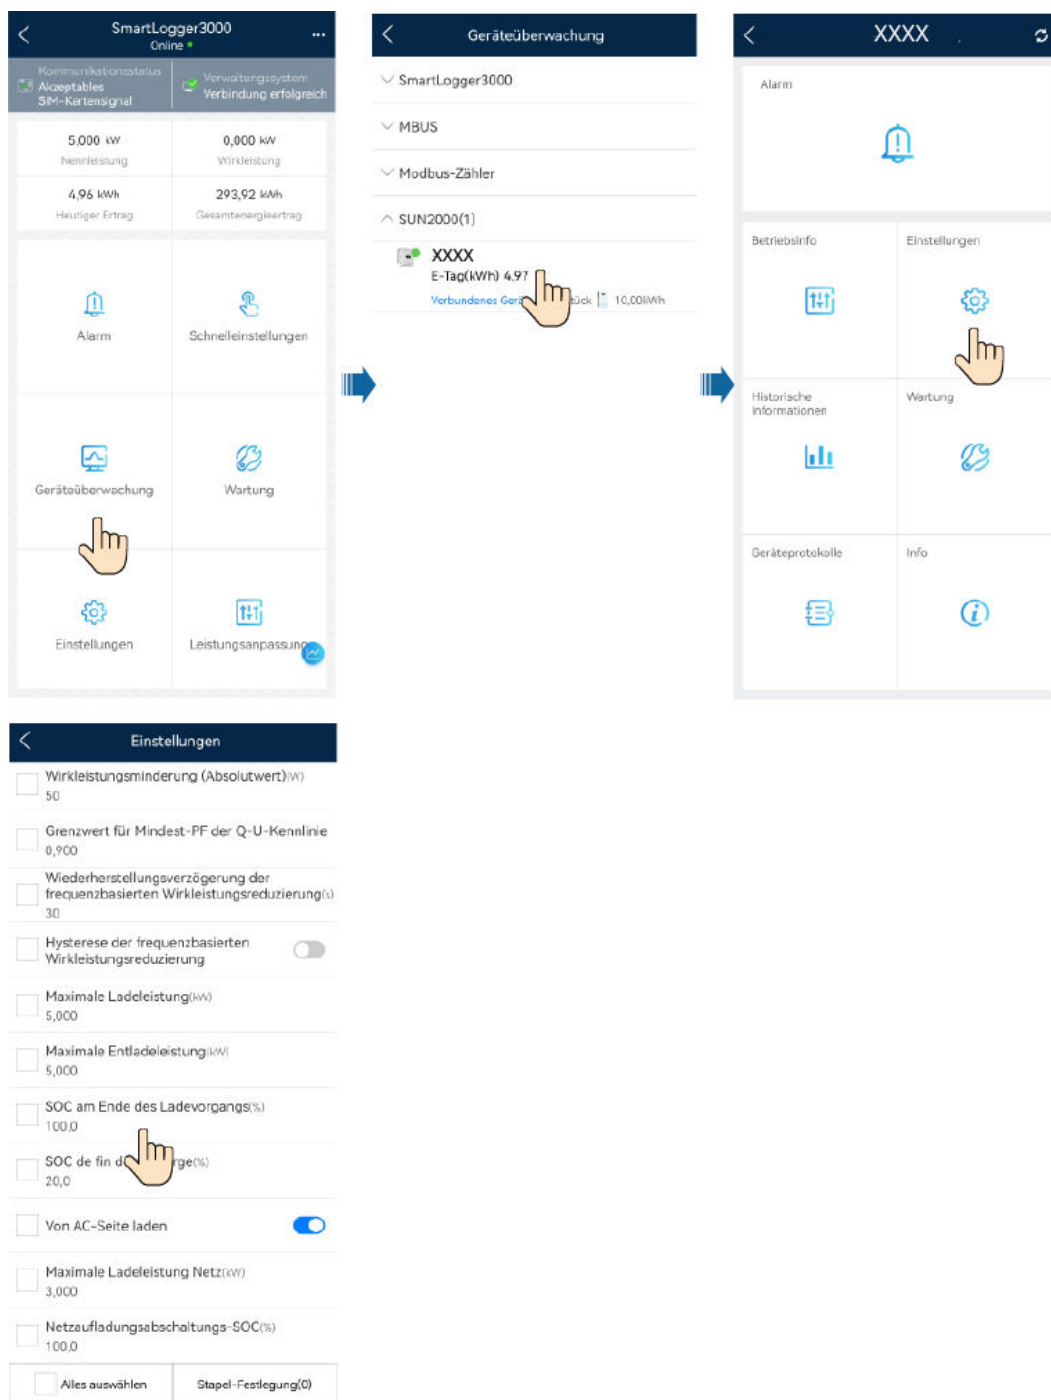 SmartLogger3000
Online
Kommunikationsstatus
Akzeptables
SIM-Kartensignal
Verwaltungssystem
Verbindung erfolgreich
5,000 kW
Nennleistung
0,000 kW
Wirkleistung
4,96 kWh
Heutiger Ertrag
293,92 kWh
Gesamtenergieertrag
Alarm
Schnelleinstellungen
Geräteüberwachung
Wartung
Einstellungen
Leistungsanpassung
Geräteüberwachung
SmartLogger3000
MBUS
Modbus-Zähler
SUN2000(1)
XXXX
E-Tag(kWh) 4,97
Verbundenes Ger tück 10,00kWh
XXXX
Alarm
Betriebsinfo
Einstellungen
Historische
Informationen
Wartung
Geräteprotokolle
Info
Einstellungen
Wirkleistungsminderung (Absolutwert)(W)
50
Grenzwert für Mindest-PF der Q-U-Kennlinie
0,900
Wiederherstellungsverzögerung der
frequenzbasierten Wirkleistungsreduzierung(s)
30
Hysterese der frequenzbasierten
Wirkleistungsreduzierung
Maximale Ladeleistung(kW)
5,000
Maximale Entladeleistung(kW)
5,000
SOC am Ende des Ladevorgangs(%)
100,0
SOC de fin d rge(%)
20,0
Von AC-Seite laden
Maximale Ladeleistung Netz(kW)
3,000
Netzaufladungsabschaltungs-SOC(%)
100,0
Alles auswählen
Stapel-Festlegung(0)